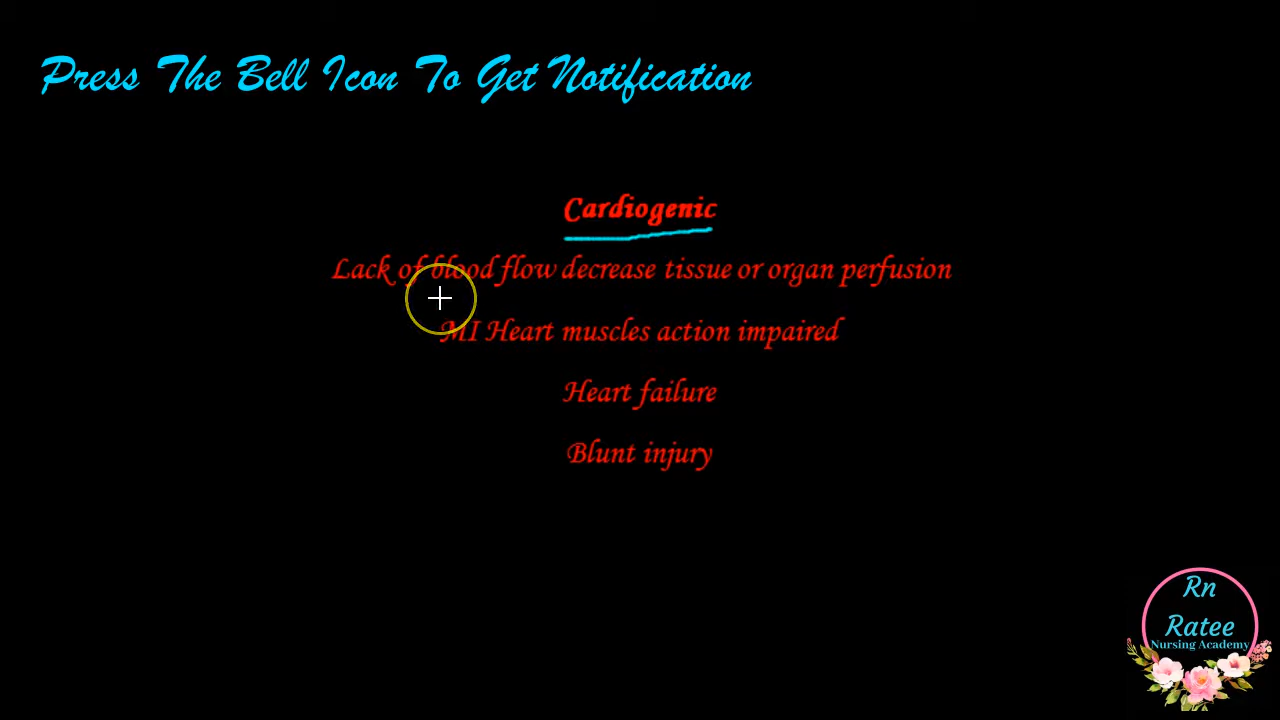 Press The Bell Icon To Get Notification
Cardiogenic
Lack of blood flow decrease tissue or organ perfusion
MI Heart muscles action impaired
Heart failure
Blunt injury
Rn
Ratee
Nursing Academy